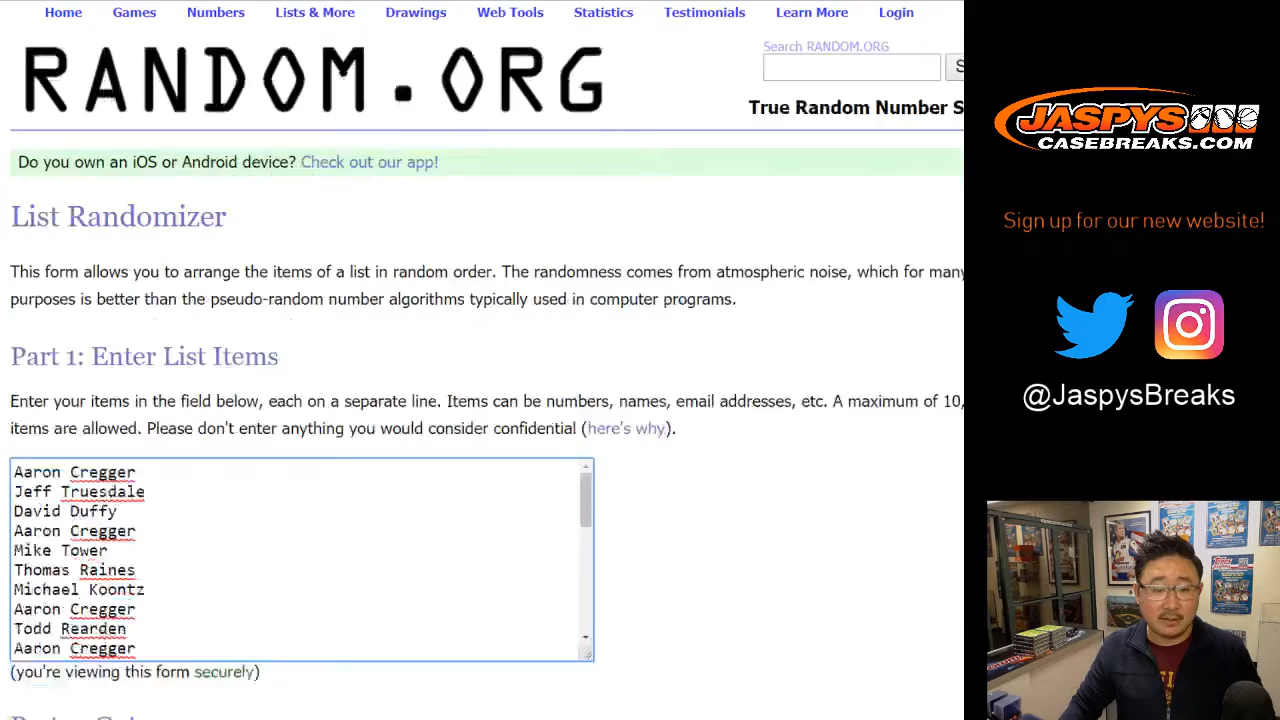 Home Games Numbers Lists & More Drawings Web Tools Statistics Testimonials Learn More Login
RANDOM.ORG
Search RANDOM.ORG
S
True Random Number S
Do you own an iOS or Android device? Check out our app!
List Randomizer
This form allows you to arrange the items of a list in random order. The randomness comes from atmospheric noise, which for many
purposes is better than the pseudo-random number algorithms typically used in computer programs.
Part 1: Enter List Items
Enter your items in the field below, each on a separate line. Items can be numbers, names, email addresses, etc. A maximum of 10,
items are allowed. Please don't enter anything you would consider confidential (here's why).
Aaron Cregger
Jeff Truesdale
David Duffy
Aaron Cregger
Mike Tower
Thomas Raines
Michael Koontz
Aaron Cregger
Todd Rearden
Aaron Cregger
(you're viewing this form securely)
JASPYS
CASEBREAKS.COM
Sign up for our new website!
@JaspysBreaks